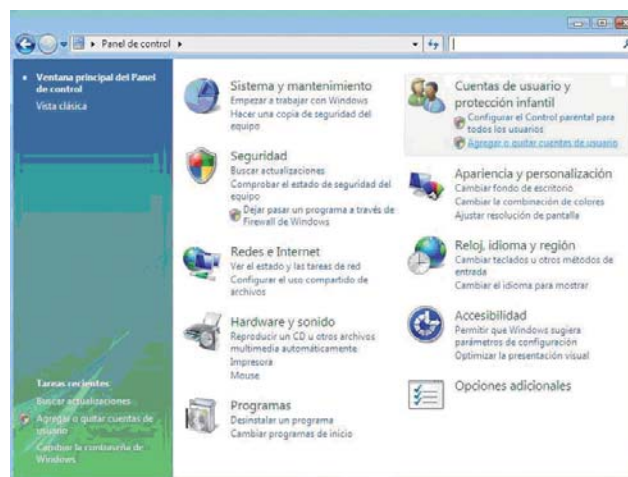 Panel de control
Ventana principal del Panel
de control
Vista clásica
Sistema y mantenimiento
Empezar a trabajar con Windows
Hacer una copia de seguridad del
equipo
Seguridad
Buscar actualizaciones
Comprobar el estado de seguridad del
equipo
Dejar pasar un programa a través de
Firewall de Windows
Redes e Internet
Ver el estado y las tareas de red
Configurar el uso compartido de
archivos
Hardware y sonido
Reproducir un CD u otros archivos
multimedia automáticamente
Impresora
Mouse
Programas
Desinstalar un programa
Cambiar programas de inicio
Cuentas de usuario y
protección infantil
Configurar el Control parental para
todos los usuarios
Agregar o quitar cuentas de usuario
Apariencia y personalización
Cambiar fondo de escritorio
Cambiar la combinación de colores
Ajustar resolución de pantalla
Reloj, idioma y región
Cambiar teclados u otros métodos de
entrada
Cambiar el idioma para mostrar
Accesibilidad
Permitir que Windows sugiera
parámetros de configuración
Optimizar la presentación visual
Opciones adicionales
Tareas recientes
Buscar actualizaciones
Agregar o quitar cuentas de
usuario
Cambiar la contraseña de
Windows